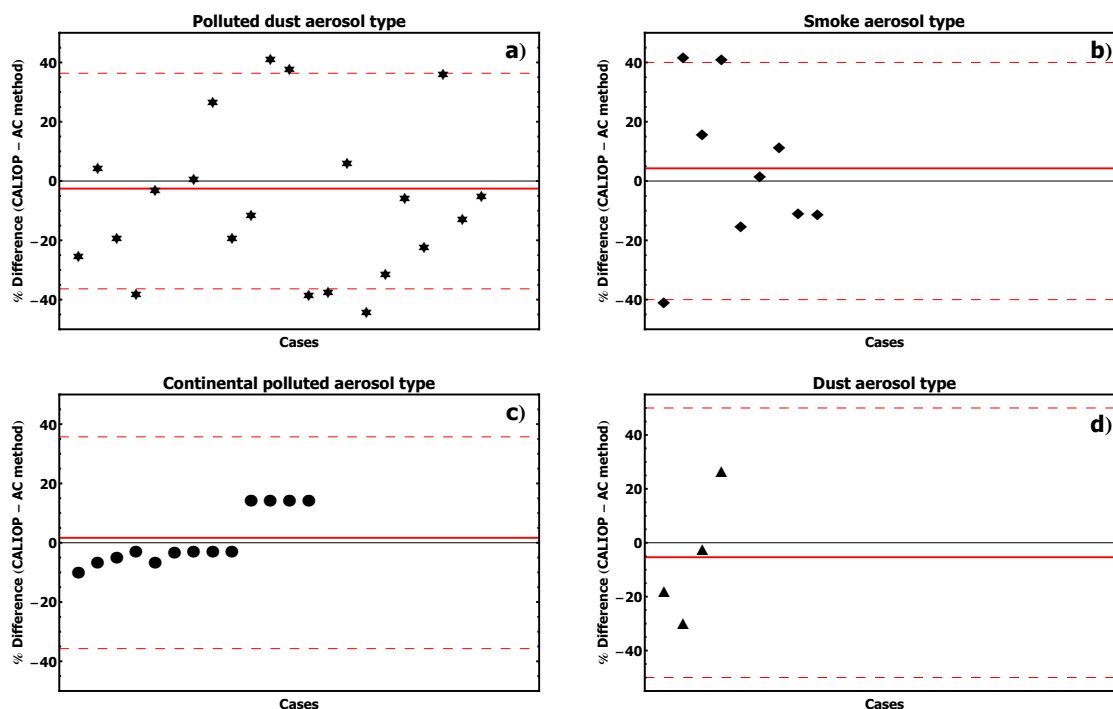 Polluted dust aerosol type
a)
% Difference (CALIOP − AC method)
40
20
0
−20
−40
Cases
Smoke aerosol type
b)
% Difference (CALIOP − AC method)
40
20
0
−20
−40
Cases
Continental polluted aerosol type
c)
% Difference (CALIOP − AC method)
40
20
0
−20
−40
Cases
Dust aerosol type
d)
% Difference (CALIOP − AC method)
40
20
0
−20
−40
Cases